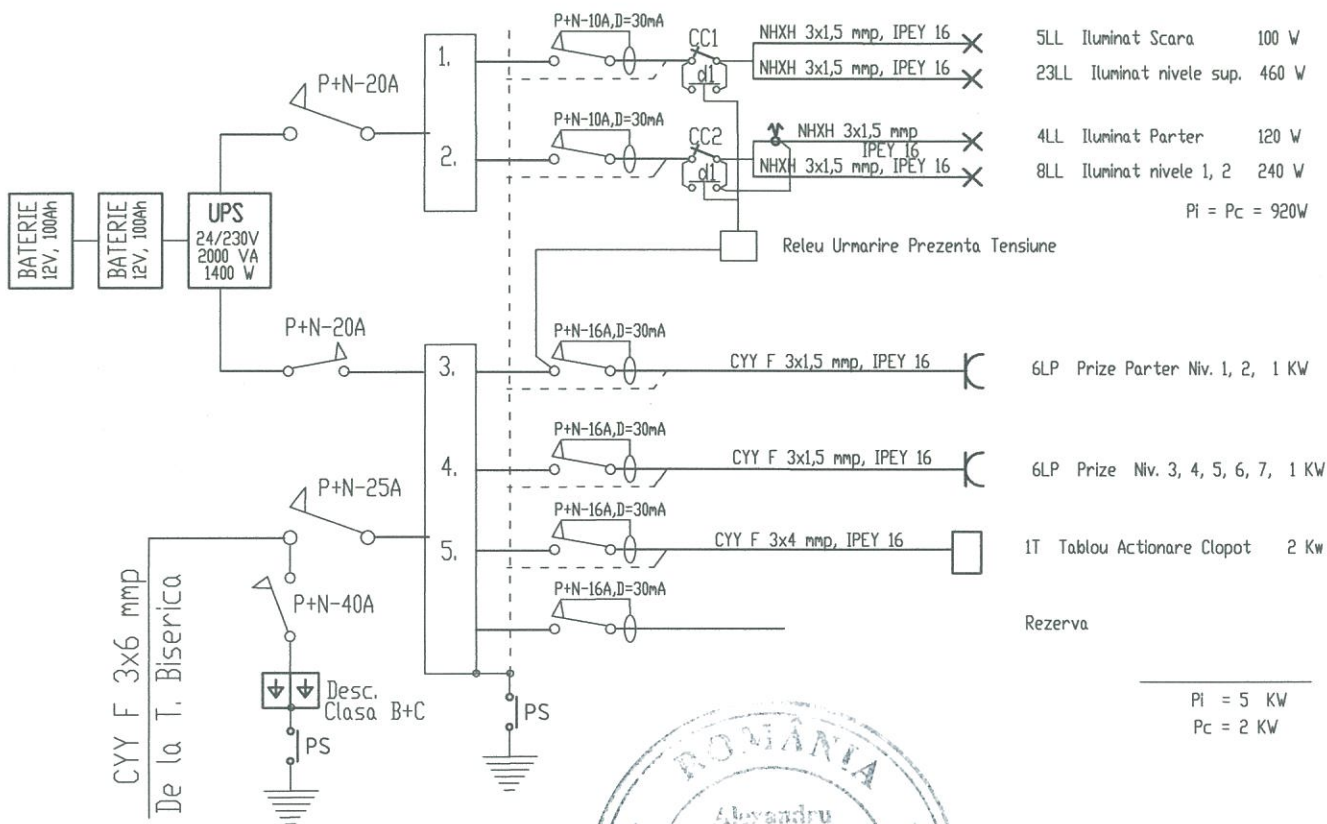 P+N-10A,D=30mA
CC1
NHXH 3x1,5 mmp, IPEY 16
5LL Iluminat Scara 100 W
1.
d1
NHXH 3x1,5 mmp, IPEY 16
23LL Iluminat nivele sup. 460 W
P+N-20A
P+N-10A,D=30mA
CC2
NHXH 3x1,5 mmp
IPEY 16
4LL Iluminat Parter 120 W
2.
d1
NHXH 3x1,5 mmp, IPEY 16
8LL Iluminat nivele 1, 2 240 W
Pi = Pc = 920W
BATERIE
12V, 100Ah
BATERIE
12V, 100Ah
UPS
24/230V
2000 VA
1400 W
Releu Urmarire Prezenta Tensiune
P+N-20A
P+N-16A,D=30mA
3.
CYY F 3x1,5 mmp, IPEY 16
6LP Prize Parter Niv. 1, 2, 1 KW
P+N-16A,D=30mA
4.
CYY F 3x1,5 mmp, IPEY 16
6LP Prize Niv. 3, 4, 5, 6, 7, 1 KW
P+N-25A
P+N-16A,D=30mA
5.
CYY F 3x4 mmp, IPEY 16
1T Tablou Actionare Clopot 2 Kw
P+N-16A,D=30mA
Rezerva
P+N-40A
CYY F 3x6 mmp
De la T. Biserica
Desc.
Clasa B+C
PS
PS
Pi = 5 KW
Pc = 2 KW
ROMÂNIA
Alexandru